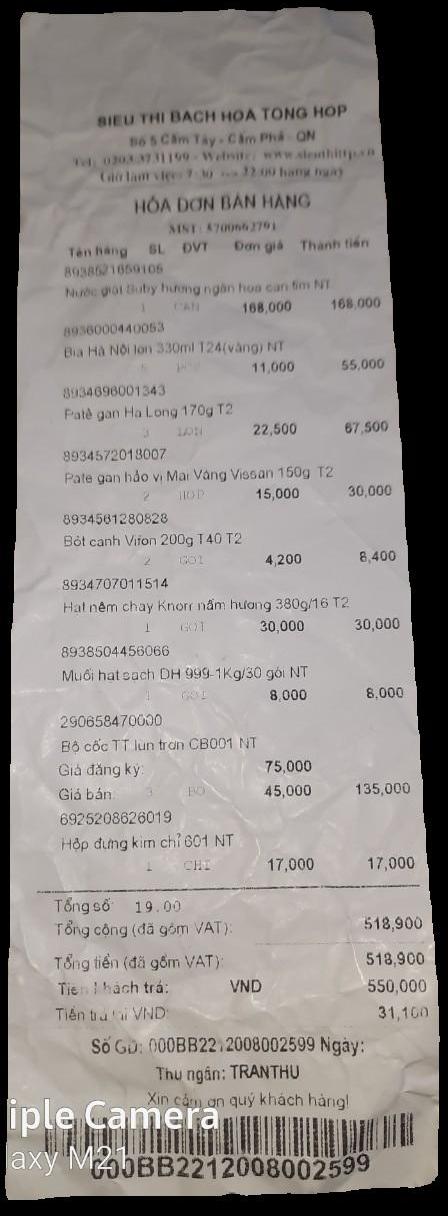 SIEU THI BACH HOA TONG HOP
Số 5 Cẩm Tây - Cẩm Phả - QN
Tel: 0203.3731199 - Website:
Giờ làm việc: 7:30 22:00 hàng ngày
HÓA ĐƠN BÁN HÀNG
MST: 5700662791
Tên hàng SL ĐVT Đơn giá Thành tiền
8938521659105
Nước giặt Suby hương ngàn hoa can 6m NT
1 CAN 168,000 168,000
8936000440053
Bia Hà Nội lon 330ml T24(vàng) NT
5 11,000 55,000
8934696001343
Patê gan Ha Long 170g T2
3 LON 22,500 67,500
8934572018007
Pate gan hảo vị Mai Vàng Vissan 150g T2
2 HOP 15,000 30,000
8934561280828
Bột canh Vifon 200g T40 T2
2 GOI 4,200 8,400
8934707011514
Hạt nêm chay Knorr nấm hương 380g/16 T2
1 GOI 30,000 30,000
8938504456066
Muối hạt sạch DH 999-1Kg/30 gói NT
1 GOI 8,000 8,000
290658470000
Bộ cốc TT lùn trơn CB001 NT
Giá đăng ký: 75,000
Giá bán: 3 BO 45,000 135,000
6925208626019
Hộp đựng kim chỉ 601 NT
1 CHI 17,000 17,000
Tổng số 19.00
Tổng cộng (đã gồm VAT): 518,900
Tổng tiền (đã gồm VAT): 518,900
Tiền khách trả: VND 550,000
Tiền trả lại VND: 31,100
Số GD: 000BB2212008002599 Ngày:
Thu ngân: TRANTHU
Xin cảm ơn quý khách hàng!
iple Camera
axy M21
000BB2212008002599